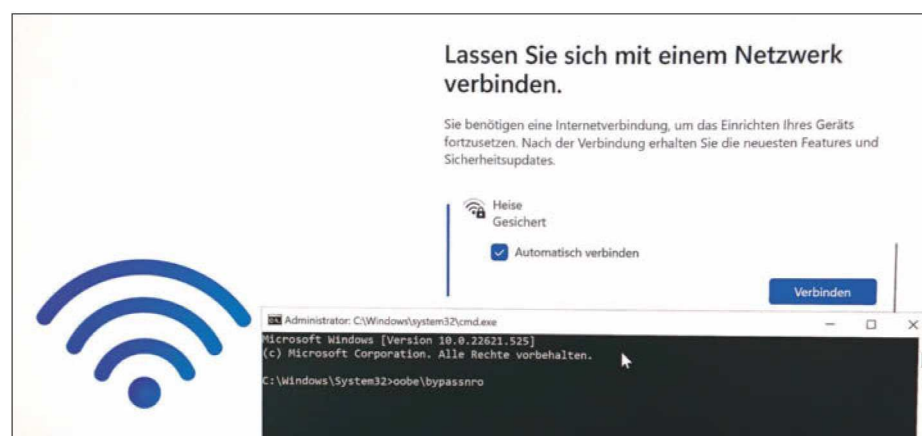 Lassen Sie sich mit einem Netzwerk
verbinden.
Sie benötigen eine Internetverbindung, um das Einrichten Ihres Geräts
fortzusetzen. Nach der Verbindung erhalten Sie die neuesten Features und
Sicherheitsupdates.
Heise
Gesichert
Automatisch verbinden
Verbinden
Administrator: C:\Windows\system32\cmd.exe
Microsoft Windows [Version 10.0.22621.525]
(c) Microsoft Corporation. Alle Rechte vorbehalten.
C:\Windows\System32>oobe\bypassnro